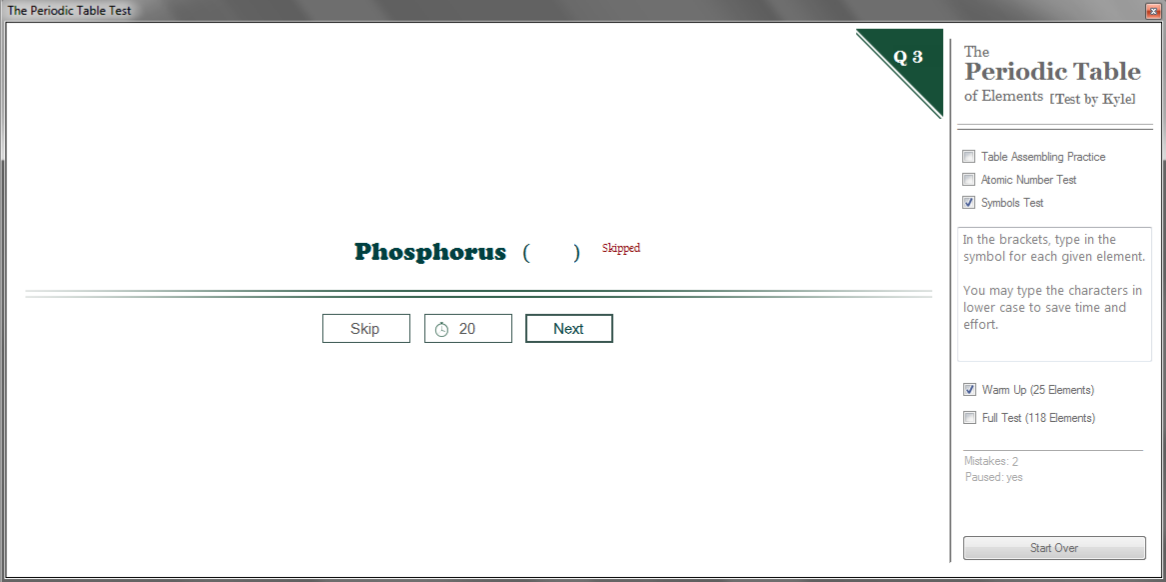 The Periodic Table Test
Q 3
Phosphorus ( ) Skipped
Skip 20 Next
The
Periodic Table
of Elements [Test by Kyle]
Table Assembling Practice
Atomic Number Test
Symbols Test
In the brackets, type in the
symbol for each given element.
You may type the characters in
lower case to save time and
effort.
Warm Up (25 Elements)
Full Test (118 Elements)
Mistakes: 2
Paused: yes
Start Over